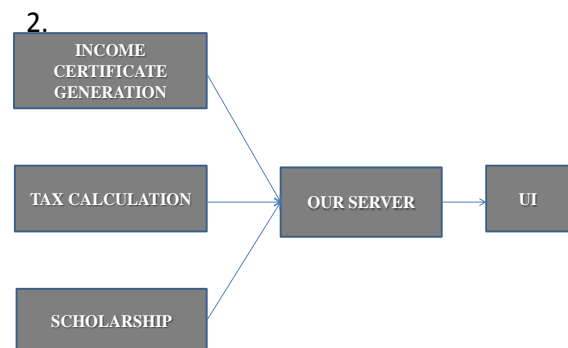 2.
INCOME
CERTIFICATE
GENERATION
TAX CALCULATION
OUR SERVER
UI
SCHOLARSHIP